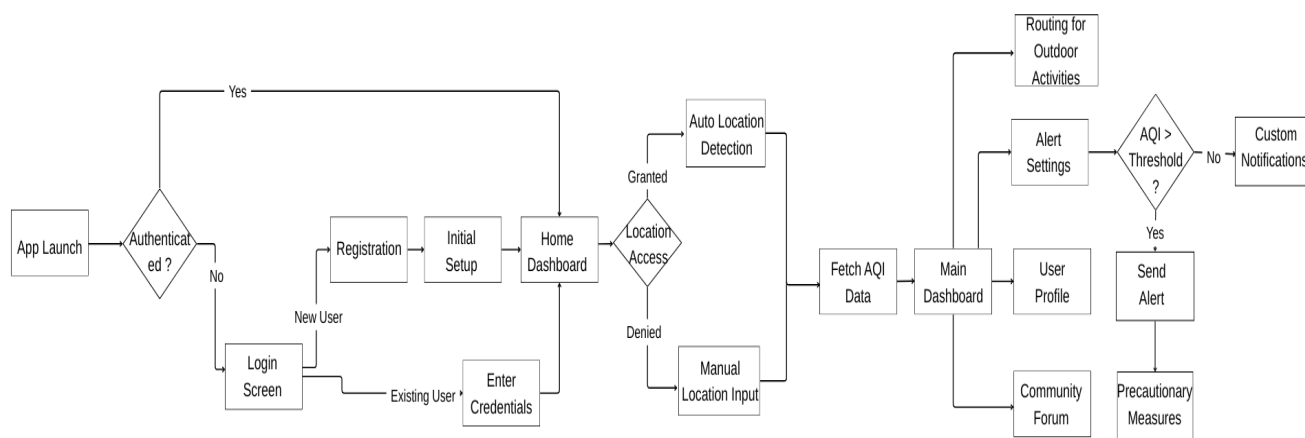 App Launch
Authenticat
ed ?
Yes
No
Login
Screen
New User
Existing User
Registration
Initial
Setup
Enter
Credentials
Home
Dashboard
Location
Access
Granted
Denied
Auto Location
Detection
Manual
Location Input
Fetch AQI
Data
Main
Dashboard
Routing for
Outdoor
Activities
Alert
Settings
User
Profile
Community
Forum
AQI >
Threshold
?
No
Custom
Notifications
Yes
Send
Alert
Precautionary
Measures